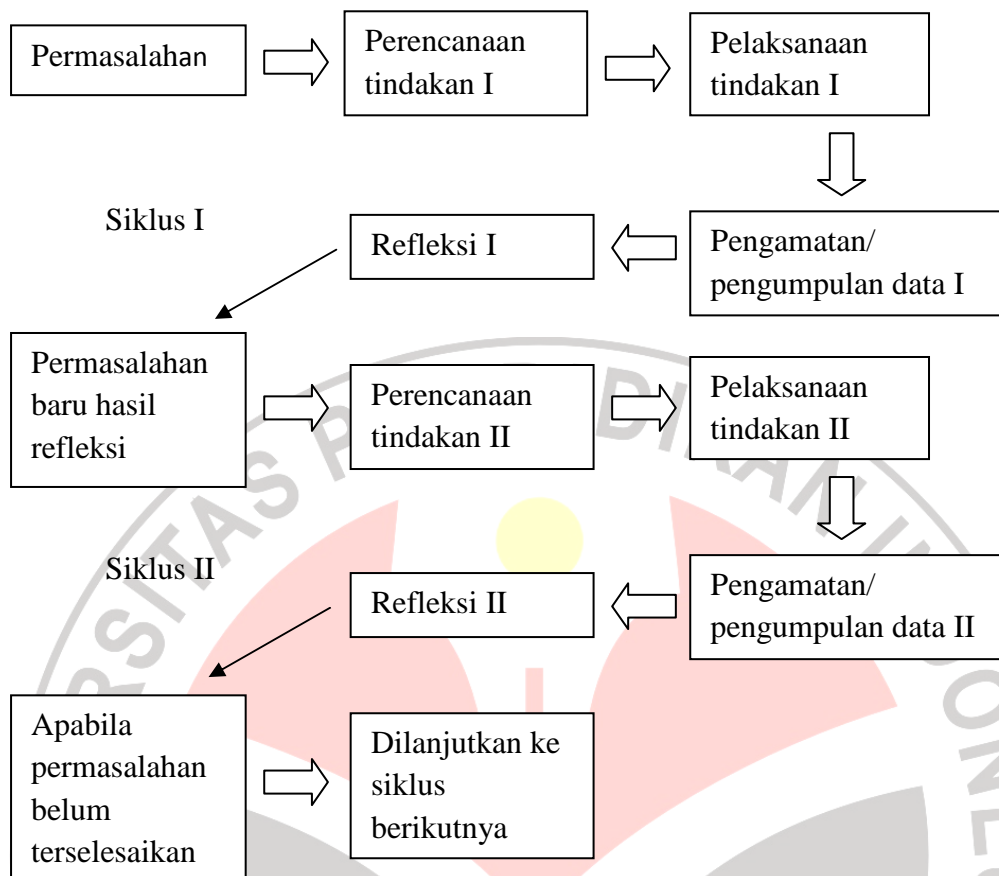 Permasalahan
Perencanaan
tindakan I
Pelaksanaan
tindakan I
Siklus I
Refleksi I
Pengamatan/
pengumpulan data I
Permasalahan
baru hasil
refleksi
Perencanaan
tindakan II
Pelaksanaan
tindakan II
Siklus II
Refleksi II
Pengamatan/
pengumpulan data II
Apabila
permasalahan
belum
terselesaikan
Dilanjutkan ke
siklus
berikutnya